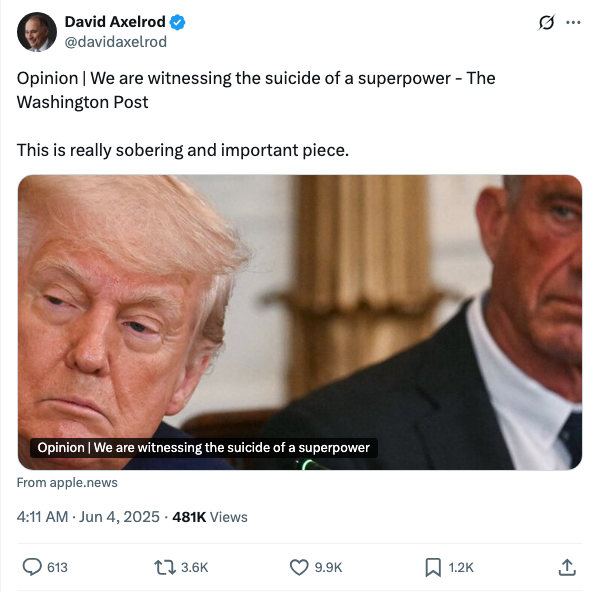 David Axelrod
@davidaxelrod
Opinion | We are witnessing the suicide of a superpower - The
Washington Post
This is really sobering and important piece.
Opinion | We are witnessing the suicide of a superpower
From apple.news
4:11 AM · Jun 4, 2025 · 481K Views
613 3.6K 9.9K 1.2K